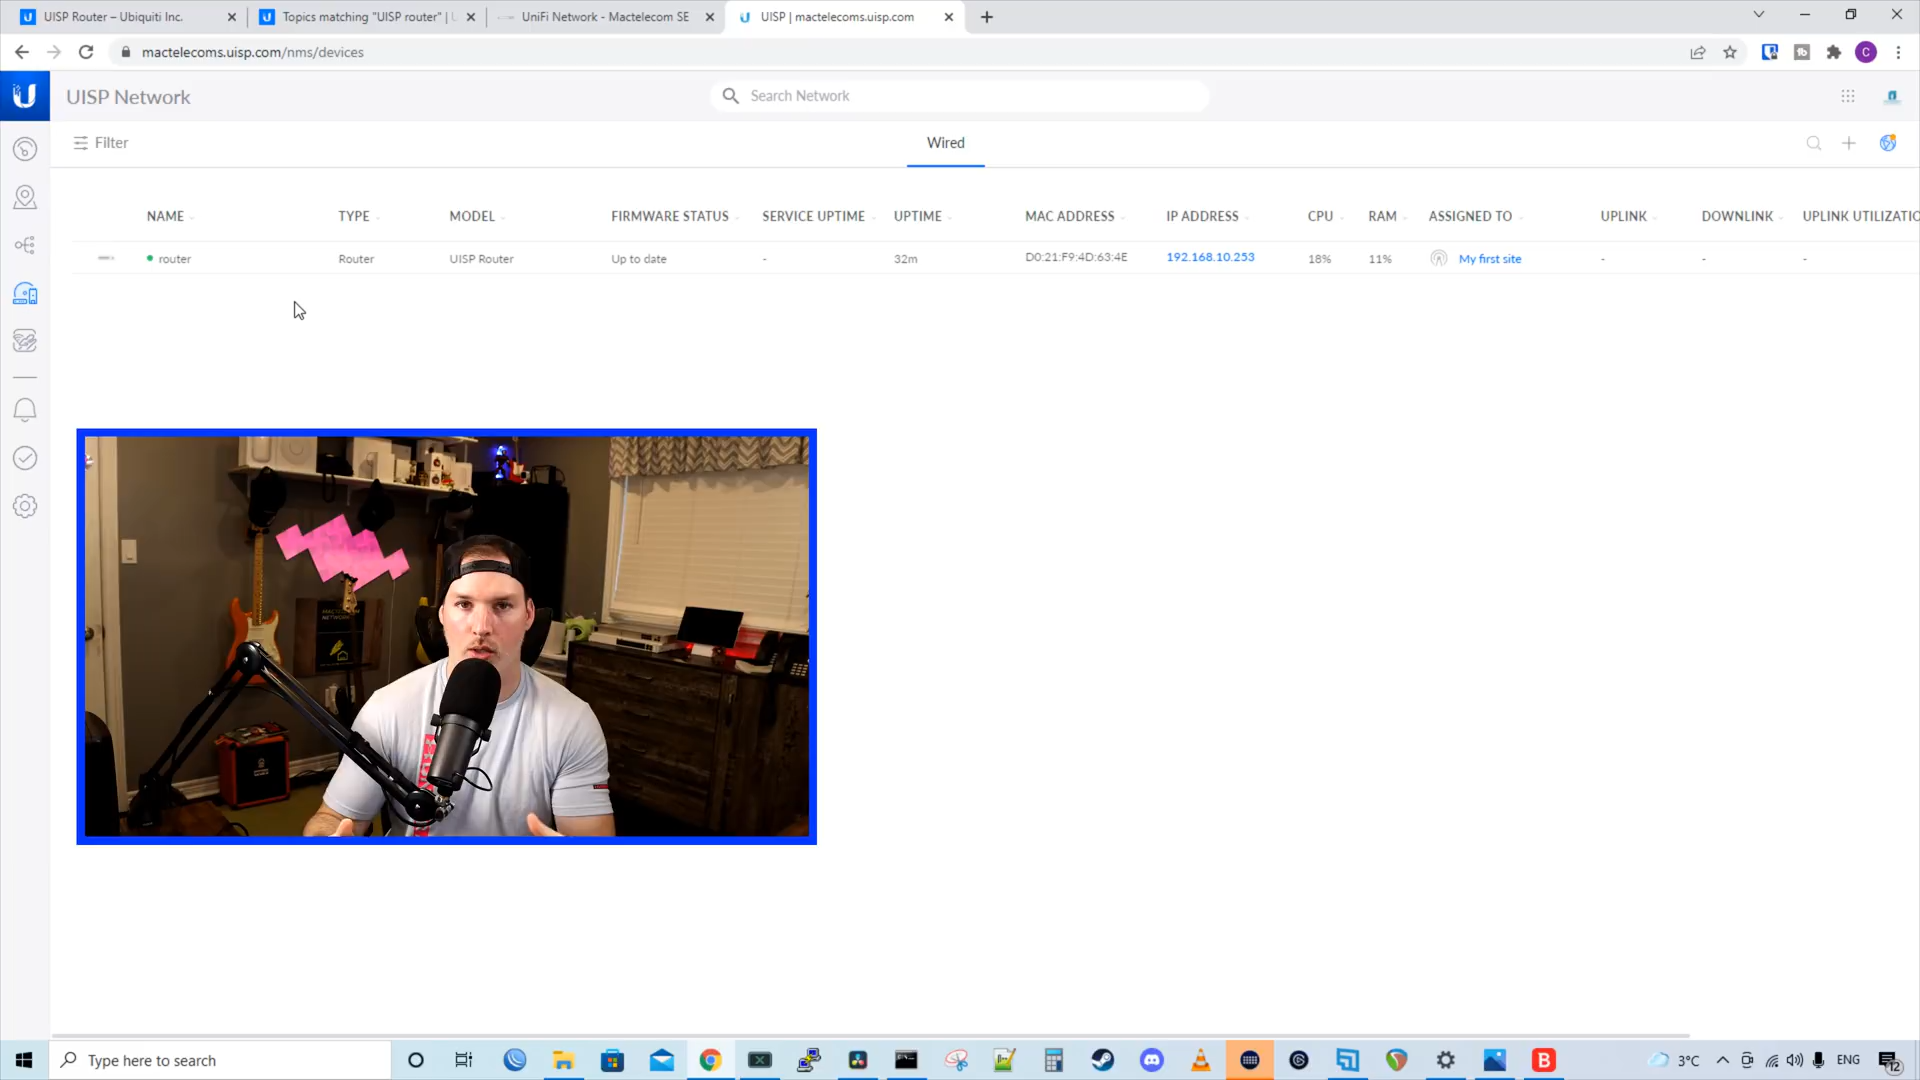 UISP Router – Ubiquiti Inc.
Topics matching "UISP router" | U
UniFi Network - Mactelecom SE
UISP | mactelecoms.uisp.com
mactelecoms.uisp.com/nms/devices
C
UISP Network
Search Network
Filter
Wired
NAME TYPE MODEL FIRMWARE STATUS SERVICE UPTIME UPTIME MAC ADDRESS IP ADDRESS CPU RAM ASSIGNED TO UPLINK DOWNLINK UPLINK UTILIZATIO
router Router UISP Router Up to date - 32m D0:21:F9:4D:63:4E 192.168.10.253 18% 11% My first site - - -
Type here to search
3°C
ENG
12